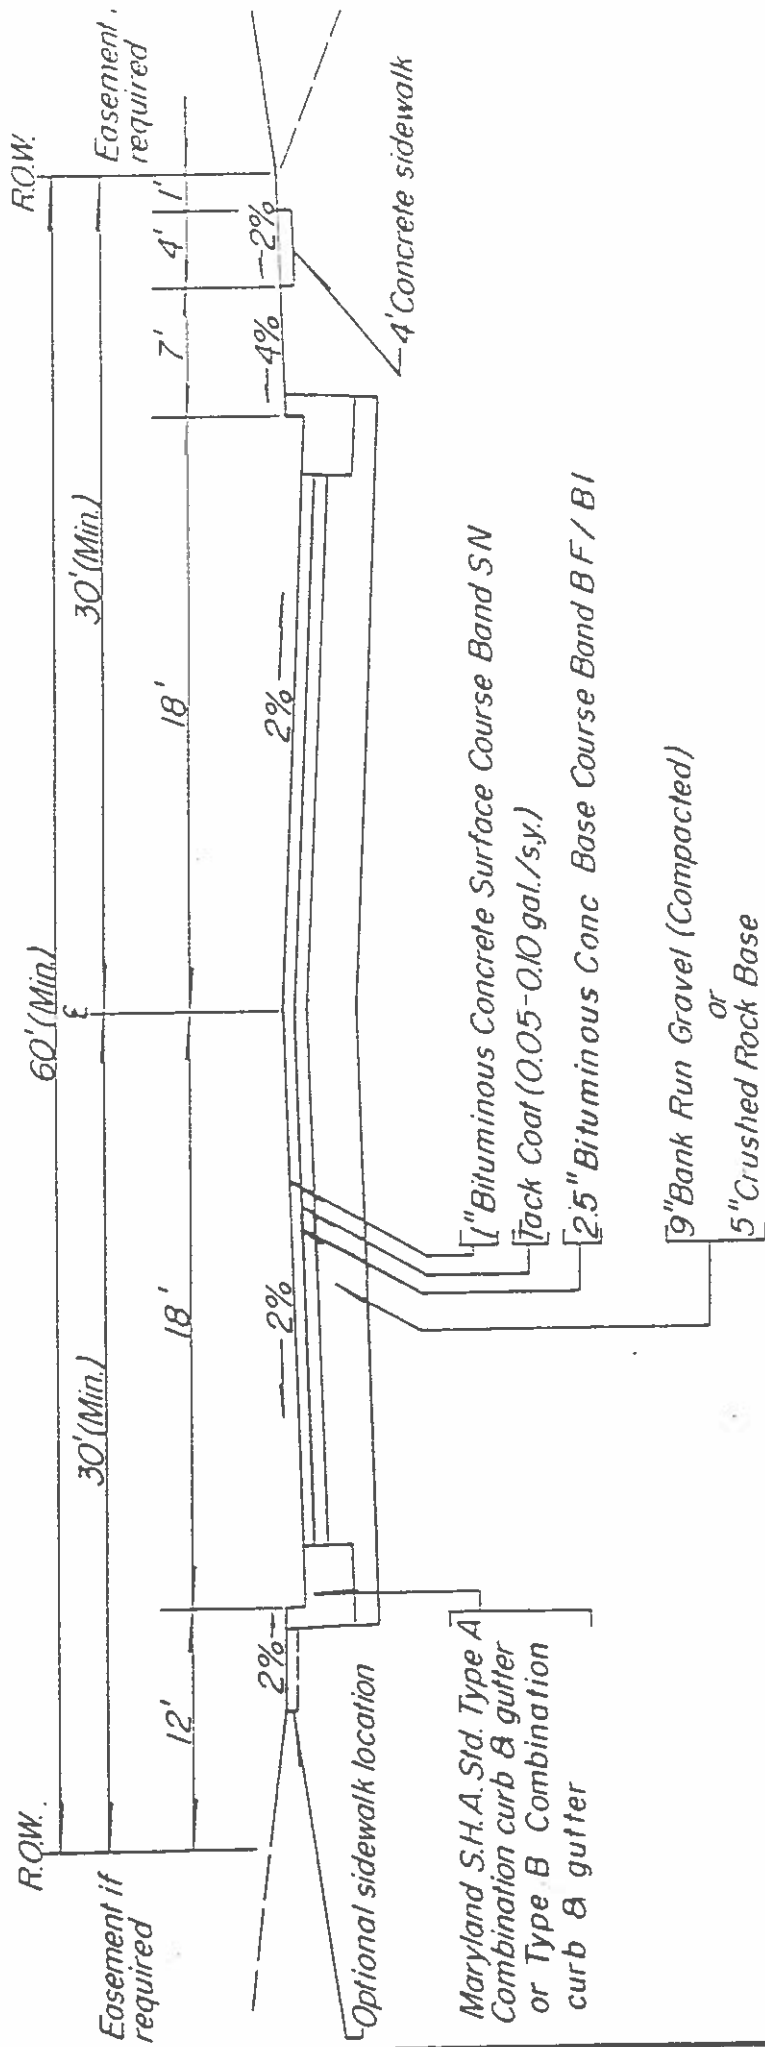 R.O.W.
60'(Min.)
R.O.W.
Easement if
required
30'(Min.)
℄
30'(Min.)
Easement
required
12'
18'
18'
7'
4'
1'
2%
2%
2%
4%
2%
Optional sidewalk location
4' Concrete sidewalk
Maryland S.H.A. Std. Type A
Combination curb & gutter
or Type B Combination
curb & gutter
1" Bituminous Concrete Surface Course Band SN
Tack Coat (0.05-0.10 gal./s.y.)
2.5" Bituminous Conc Base Course Band BF/BI
9" Bank Run Gravel (Compacted)
or
5" Crushed Rock Base